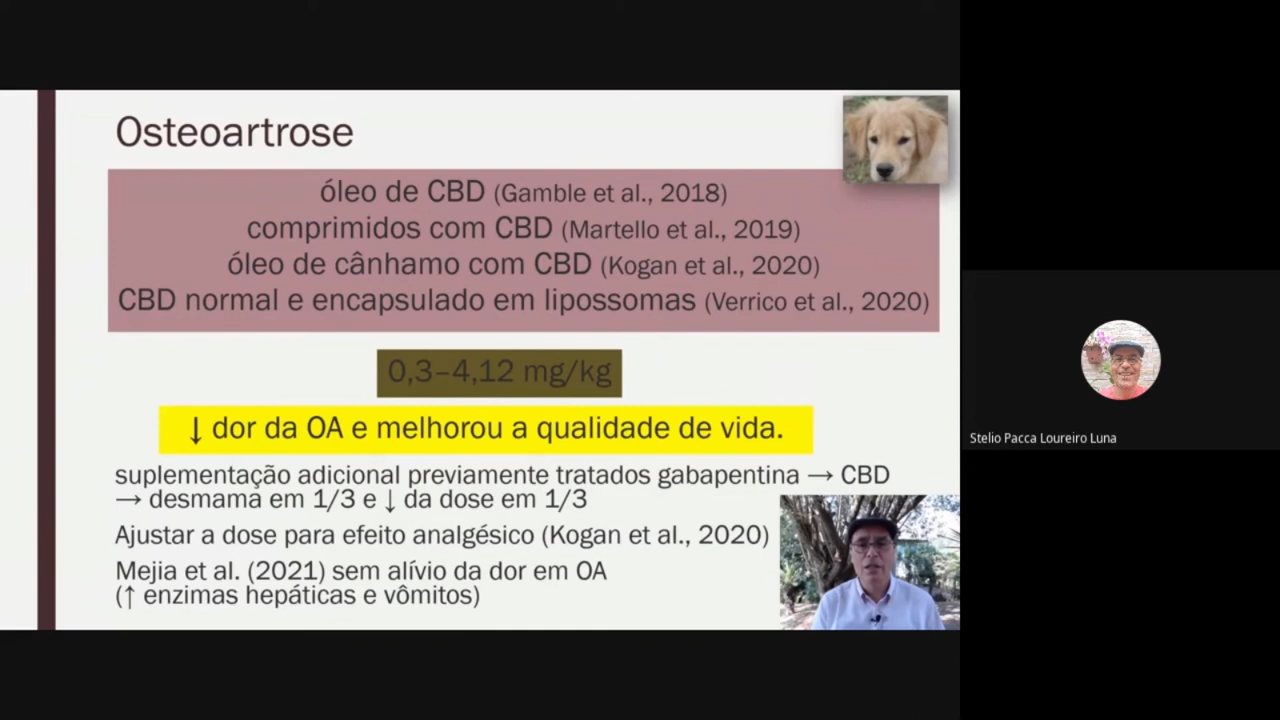 Osteoartrose
óleo de CBD (Gamble et al., 2018)
comprimidos com CBD (Martello et al., 2019)
óleo de cânhamo com CBD (Kogan et al., 2020)
CBD normal e encapsulado em lipossomas (Verrico et al., 2020)
0,3–4,12 mg/kg
↓ dor da OA e melhorou a qualidade de vida.
suplementação adicional previamente tratados gabapentina → CBD
→ desmama em 1/3 e ↓ da dose em 1/3
Ajustar a dose para efeito analgésico (Kogan et al., 2020)
Mejia et al. (2021) sem alívio da dor em OA
(↑ enzimas hepáticas e vômitos)
Stelio Pacca Loureiro Luna